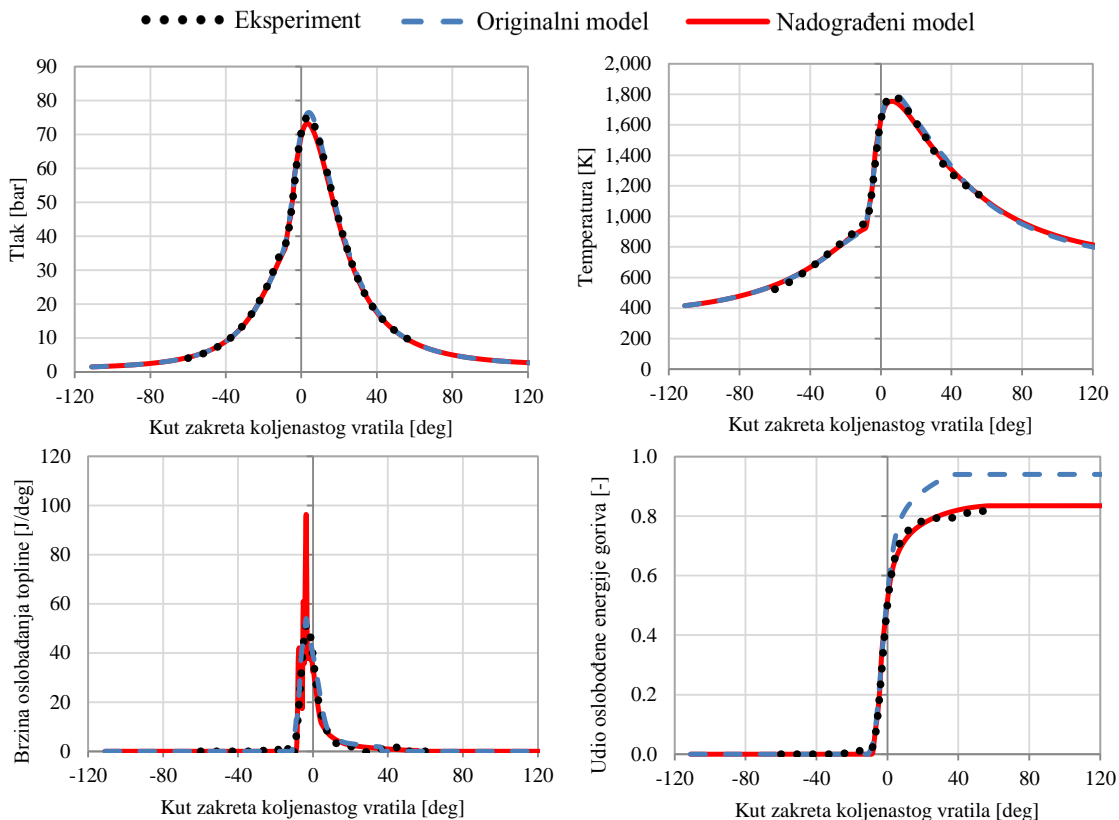 Eksperiment Originalni model Nadograđeni model
90
80
70
60
50
40
30
20
10
0
Tlak [bar]
-120 -80 -40 0 40 80 120
Kut zakreta koljenastog vratila [deg]
2,000
1,800
1,600
1,400
1,200
1,000
800
600
400
200
0
Temperatura [K]
-120 -80 -40 0 40 80 120
Kut zakreta koljenastog vratila [deg]
120
100
80
60
40
20
0
Brzina oslobađanja topline [J/deg]
-120 -80 -40 0 40 80 120
Kut zakreta koljenastog vratila [deg]
1.0
0.8
0.6
0.4
0.2
0.0
Udio oslobođene energije goriva [-]
-120 -80 -40 0 40 80 120
Kut zakreta koljenastog vratila [deg]